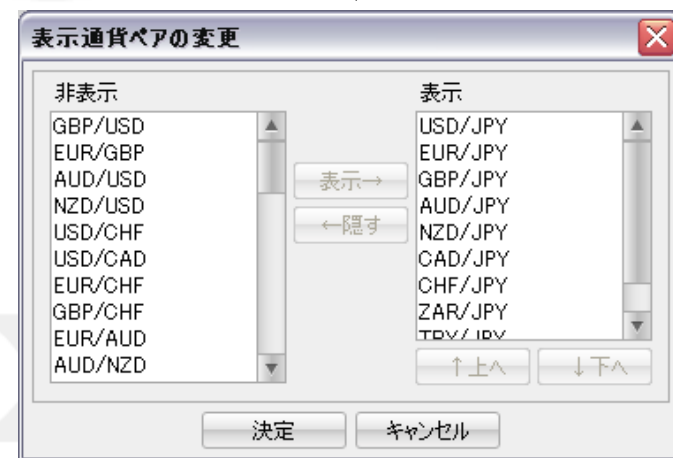 表示通貨ペアの変更
非表示
GBP/USD
EUR/GBP
AUD/USD
NZD/USD
USD/CHF
USD/CAD
EUR/CHF
GBP/CHF
EUR/AUD
AUD/NZD
表示→
←隠す
表示
USD/JPY
EUR/JPY
GBP/JPY
AUD/JPY
NZD/JPY
CAD/JPY
CHF/JPY
ZAR/JPY
TRY/JPY
↑上へ
↓下へ
決定
キャンセル